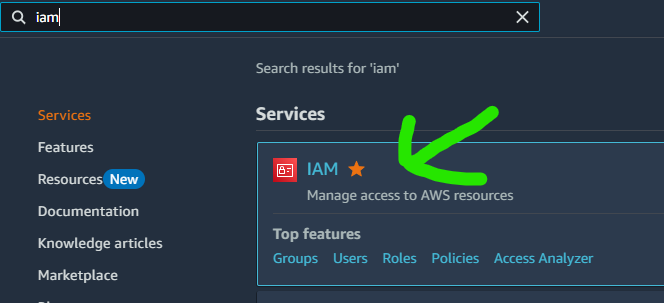 iam
Search results for 'iam'
Services
Features
Resources New
Documentation
Knowledge articles
Marketplace
Services
IAM
Manage access to AWS resources
Top features
Groups Users Roles Policies Access Analyzer